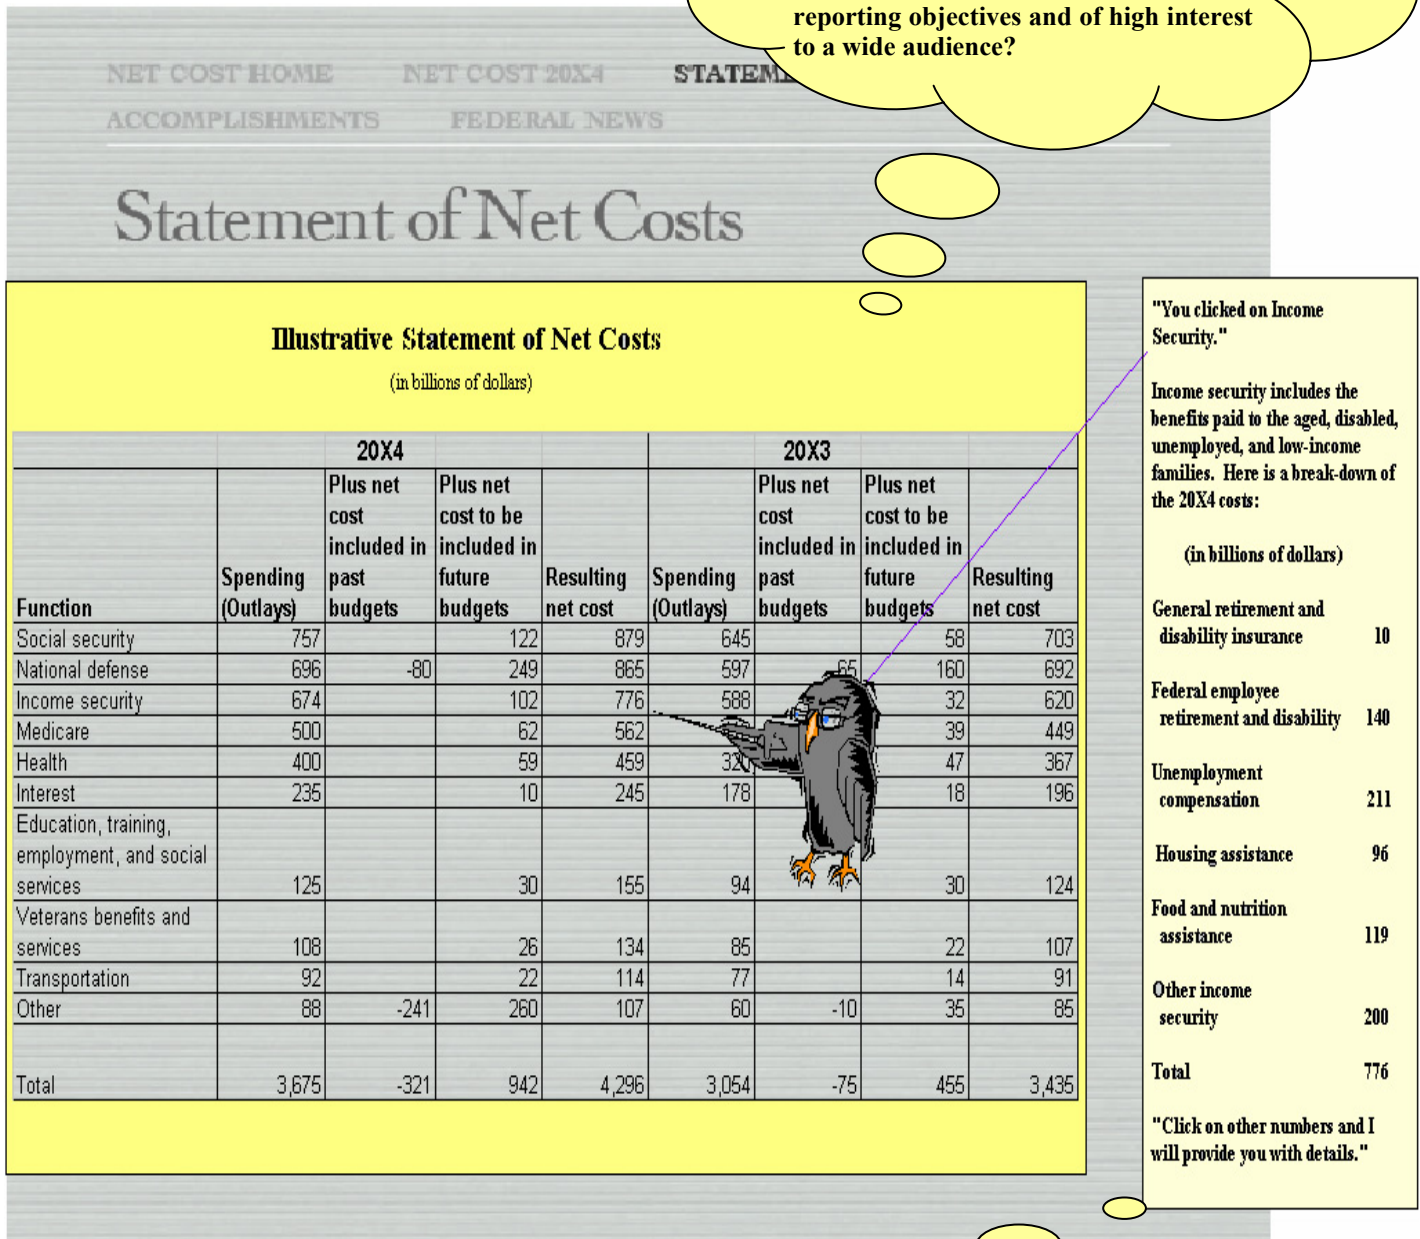 reporting objectives and of high interest
to a wide audience?
NET COST HOME NET COST 20X4
ACCOMPLISHMENTS FEDERAL NEWS
Statement of Net Costs
Illustrative Statement of Net Costs
(in billions of dollars)
20X4 20X3
Function Spending (Outlays) Plus net cost included in past budgets Plus net cost to be included in future budgets Resulting net cost Spending (Outlays) Plus net cost included in past budgets Plus net cost to be included in future budgets Resulting net cost
Social security 757 122 879 645 58 703
National defense 696 -80 249 865 597 160 692
Income security 674 102 776 588 32 620
Medicare 500 62 562 39 449
Health 400 59 459 47 367
Interest 235 10 245 178 18 196
Education, training,
employment, and social
services 125 30 155 94 30 124
Veterans benefits and
services 108 26 134 85 22 107
Transportation 92 22 114 77 14 91
Other 88 -241 260 107 60 -10 35 85
Total 3,675 -321 942 4,296 3,054 -75 455 3,435
"You clicked on Income
Security."
Income security includes the
benefits paid to the aged, disabled,
unemployed, and low-income
families. Here is a break-down of
the 20X4 costs:
(in billions of dollars)
General retirement and
disability insurance 10
Federal employee
retirement and disability 140
Unemployment
compensation 211
Housing assistance 96
Food and nutrition
assistance 119
Other income
security 200
Total 776
"Click on other numbers and I
will provide you with details."